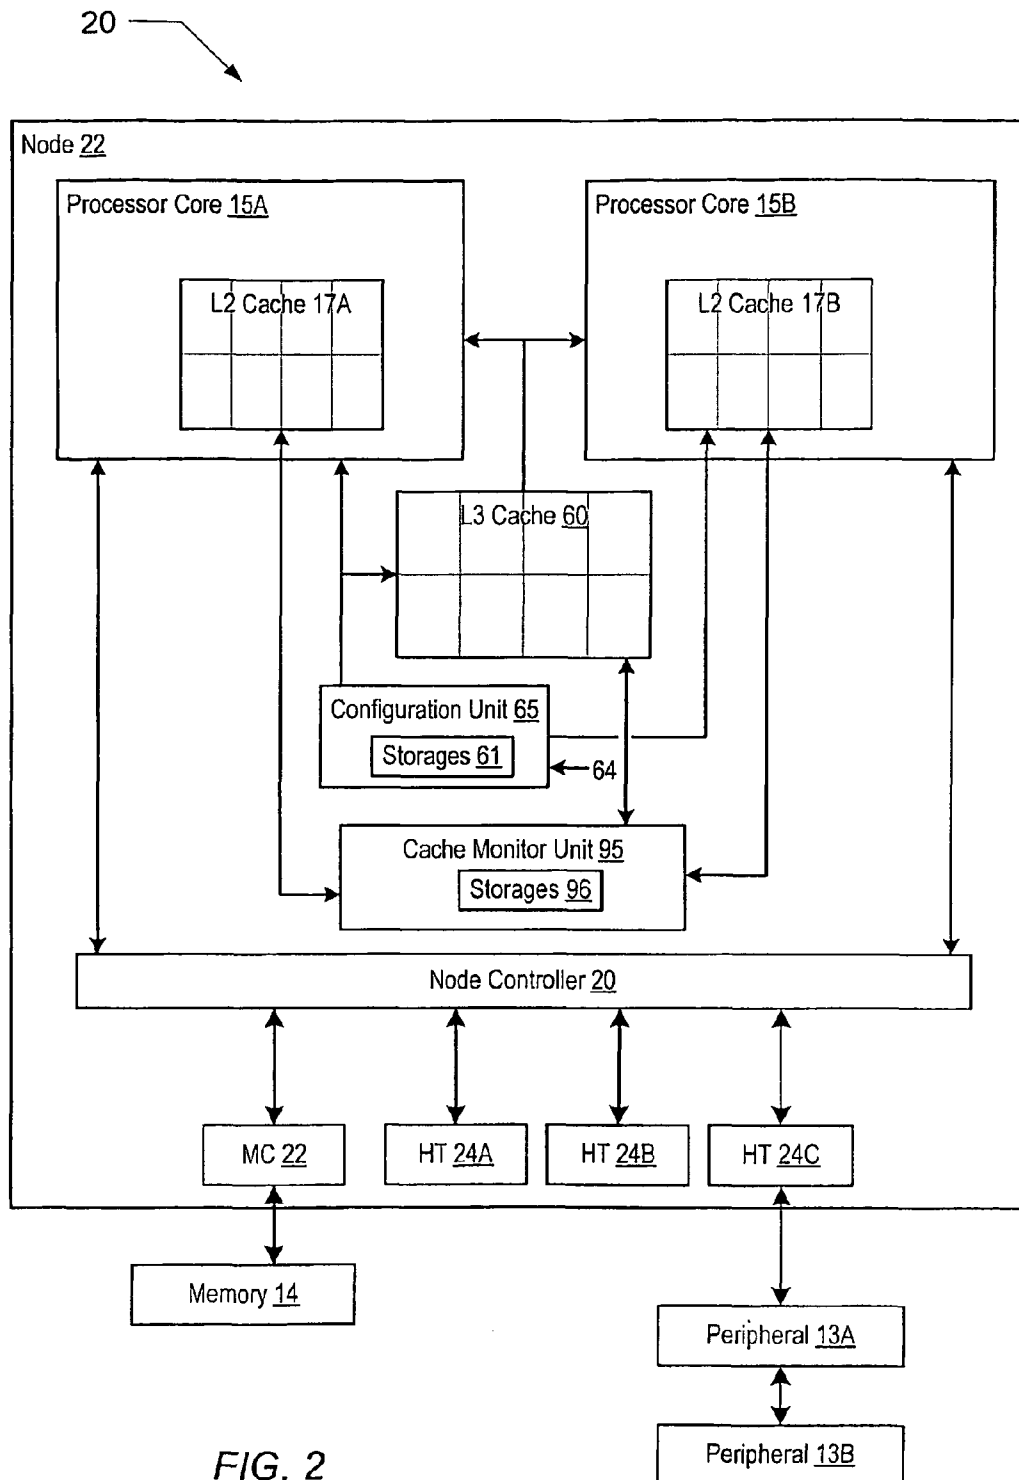 20
Node 22
Processor Core 15A
Processor Core 15B
L2 Cache 17A
L2 Cache 17B
L3 Cache 60
Configuration Unit 65
Storages 61
64
Cache Monitor Unit 95
Storages 96
Node Controller 20
MC 22
HT 24A
HT 24B
HT 24C
Memory 14
Peripheral 13A
Peripheral 13B
FIG. 2